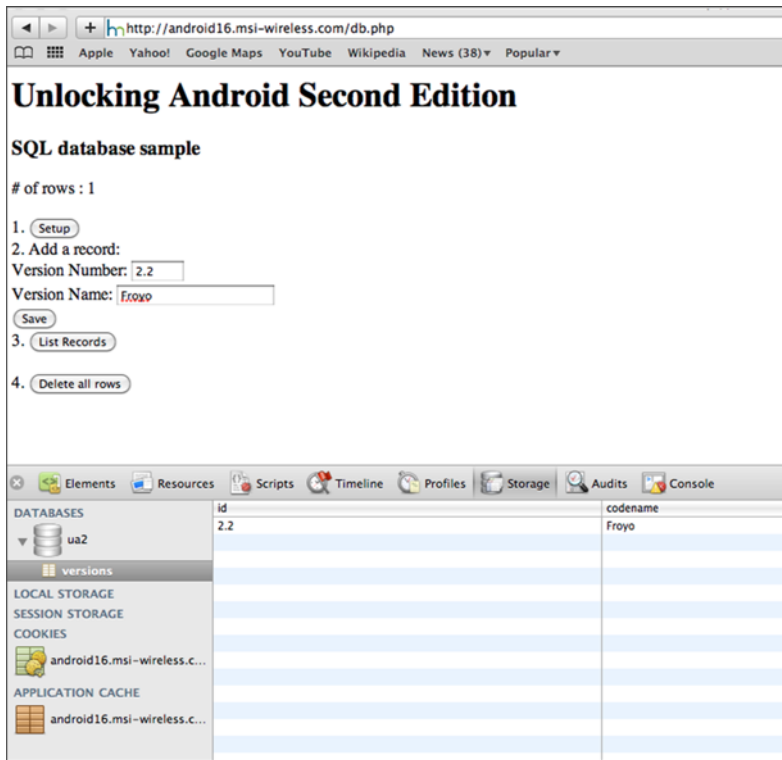 http://android16.msi-wireless.com/db.php
Apple Yahoo! Google Maps YouTube Wikipedia News (38)▾ Popular▾
Unlocking Android Second Edition
SQL database sample
# of rows : 1
1. Setup
2. Add a record:
Version Number: 2.2
Version Name: Froyo
Save
3. List Records
4. Delete all rows
Elements Resources Scripts Timeline Profiles Storage Audits Console
DATABASES
ua2
versions
LOCAL STORAGE
SESSION STORAGE
COOKIES
android16.msi-wireless.c...
APPLICATION CACHE
android16.msi-wireless.c...
id codename
2.2 Froyo